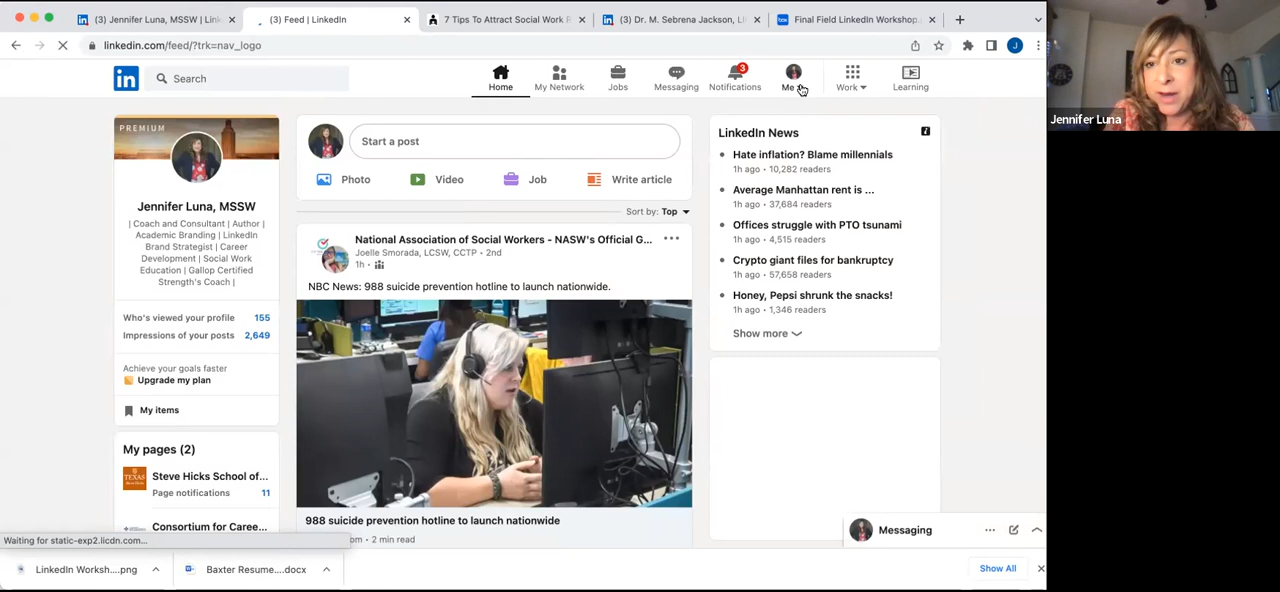 (3) Jennifer Luna, MSSW | Link
(3) Feed | LinkedIn
7 Tips To Attract Social Work R
(3) Dr. M. Sebrena Jackson, LI
Final Field LinkedIn Workshop.
linkedin.com/feed/?trk=nav_logo
J
in
Search
Home
My Network
Jobs
Messaging
3
Notifications
Me
Work
Learning
Jennifer Luna
PREMIUM
Jennifer Luna, MSSW
| Coach and Consultant | Author |
Academic Branding | LinkedIn
Brand Strategist | Career
Development | Social Work
Education | Gallop Certified
Strength's Coach |
Who's viewed your profile 155
Impressions of your posts 2,649
Achieve your goals faster
Upgrade my plan
My items
My pages (2)
TEXAS
Steve Hicks School of...
Page notifications 11
Consortium for Caree...
Start a post
Photo
Video
Job
Write article
Sort by: Top
National Association of Social Workers - NASW's Official G...
Joelle Smorada, LCSW, CCTP • 2nd
1h •
NBC News: 988 suicide prevention hotline to launch nationwide.
988 suicide prevention hotline to launch nationwide
om • 2 min read
LinkedIn News
Hate inflation? Blame millennials
1h ago • 10,282 readers
Average Manhattan rent is ...
1h ago • 37,684 readers
Offices struggle with PTO tsunami
1h ago • 4,515 readers
Crypto giant files for bankruptcy
1h ago • 57,658 readers
Honey, Pepsi shrunk the snacks!
1h ago • 1,346 readers
Show more
Messaging
Waiting for static-exp2.licdn.com...
LinkedIn Worksh....png
Baxter Resume....docx
Show All